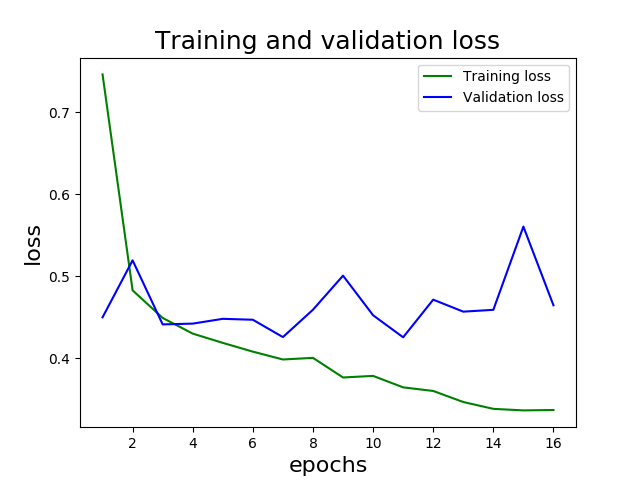 Training and validation loss
Training loss
Validation loss
0.7
0.6
0.5
0.4
loss
2 4 6 8 10 12 14 16
epochs